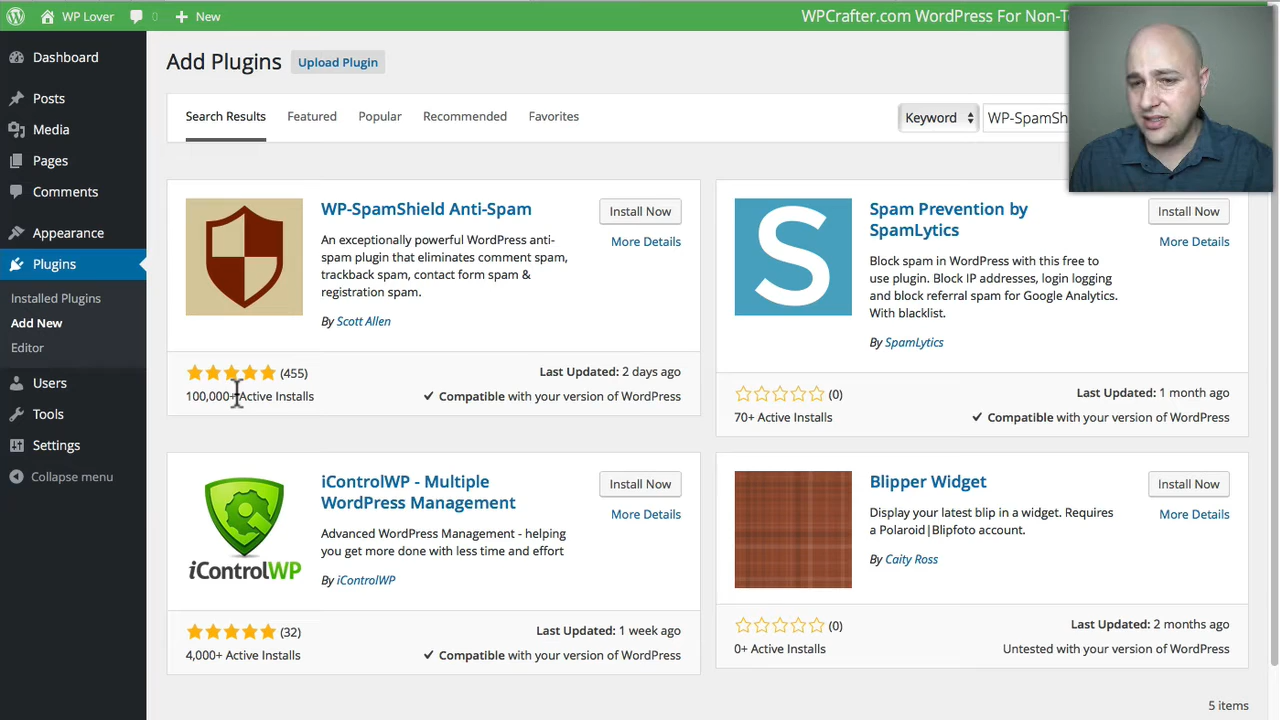 WP Lover
0
New
WPCrafter.com WordPress For Non-T
Dashboard
Posts
Media
Pages
Comments
Appearance
Plugins
Installed Plugins
Add New
Editor
Users
Tools
Settings
Collapse menu
Add Plugins
Upload Plugin
Search Results
Featured
Popular
Recommended
Favorites
Keyword
WP-SpamSh
WP-SpamShield Anti-Spam
Install Now
More Details
An exceptionally powerful WordPress anti-
spam plugin that eliminates comment spam,
trackback spam, contact form spam &
registration spam.
By Scott Allen
(455)
100,000+ Active Installs
Last Updated: 2 days ago
Compatible with your version of WordPress
S
Spam Prevention by
SpamLytics
Install Now
More Details
Block spam in WordPress with this free to
use plugin. Block IP addresses, login logging
and block referral spam for Google Analytics.
With blacklist.
By SpamLytics
(0)
70+ Active Installs
Last Updated: 1 month ago
Compatible with your version of WordPress
iControlWP
iControlWP - Multiple
WordPress Management
Install Now
More Details
Advanced WordPress Management - helping
you get more done with less time and effort
By iControlWP
(32)
4,000+ Active Installs
Last Updated: 1 week ago
Compatible with your version of WordPress
Blipper Widget
Install Now
More Details
Display your latest blip in a widget. Requires
a Polaroid|Blipfoto account.
By Caity Ross
(0)
0+ Active Installs
Last Updated: 2 months ago
Untested with your version of WordPress
5 items